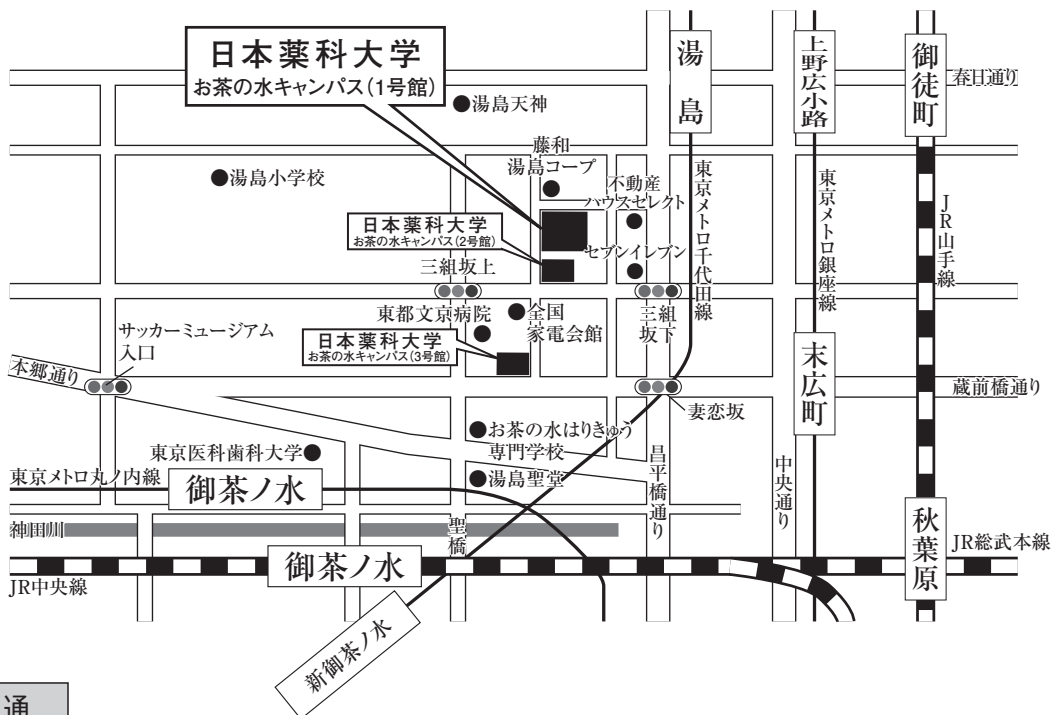 日本薬科大学
お茶の水キャンパス(1号館)
湯島
上野広小路
御徒町
春日通り
湯島天神
藤和
湯島コープ
湯島小学校
不動産
ハウスセレクト
東京メトロ千代田線
東京メトロ銀座線
JR山手線
日本薬科大学
お茶の水キャンパス(2号館)
セブンイレブン
三組坂上
東都文京病院
全国
家電会館
三組
坂下
サッカーミュージアム
入口
日本薬科大学
お茶の水キャンパス(3号館)
末広町
本郷通り
蔵前橋通り
妻恋坂
お茶の水はりきゅう
専門学校
東京医科歯科大学
昌平橋通り
中央通り
東京メトロ丸ノ内線
御茶ノ水
湯島聖堂
秋葉原
神田川
聖橋
JR総武本線
御茶ノ水
JR中央線
新御茶ノ水
通